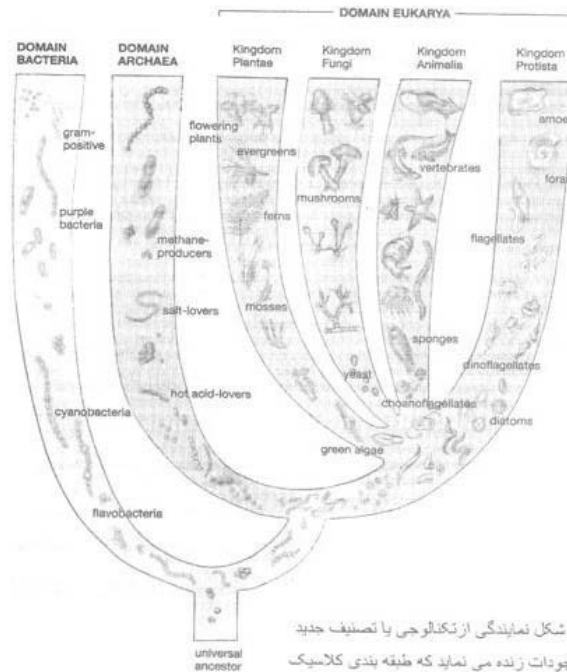 DOMAIN EUKARYA
DOMAIN
BACTERIA
DOMAIN
ARCHAEA
Kingdom
Plantae
Kingdom
Fungi
Kingdom
Animalia
Kingdom
Protista
gram-
positive
purple
bacteria
cyanobacteria
flavobacteria
methane-
producers
salt-lovers
hot acid-lovers
flowering
plants
evergreens
ferns
mosses
green algae
mushrooms
yeast
vertebrates
sponges
choanoflagellates
amoe
fora
flagellates
dinoflagellates
diatoms
universal
ancestor
شکل نمایندگی ازتکنالوجی یا تصنیف جدید
زنده می نماید که طبقه بندی کلاسیک